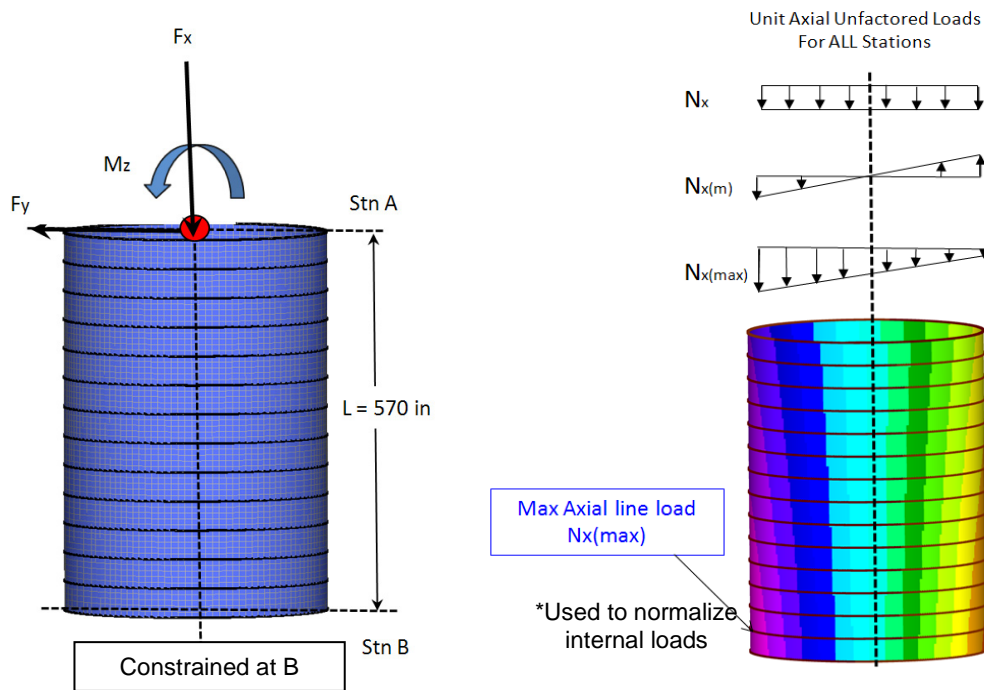 Fx
Mz
Fy
Stn A
L = 570 in
Stn B
Constrained at B
Unit Axial Unfactored Loads
For ALL Stations
Nx
Nx(m)
Nx(max)
Max Axial line load
Nx(max)
*Used to normalize
internal loads